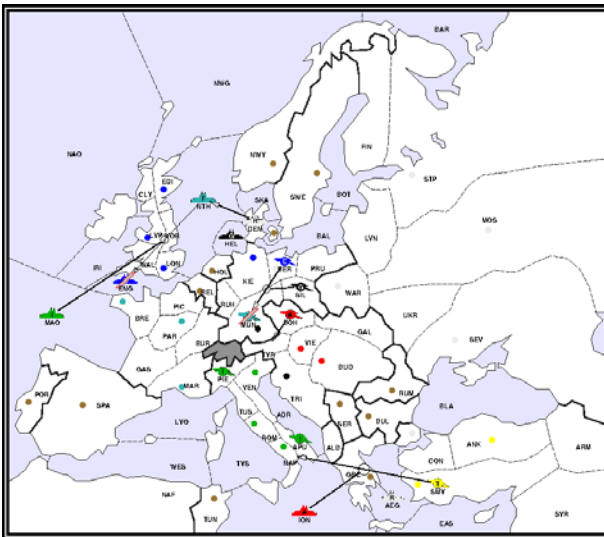 BAR
NWG
NAO
FIN
NWY
STP
SWE
EDI
CLY
SKA
BOT
NTH
MOS
DEN
LVN
YOR
HEL
BAL
IRI
WAL
HOL
BER
PRU
LON
KIE
ENG
BEL
SIL
WAR
RUH
PIC
UKR
MAO
BRE
MUN
BOH
GAL
PAR
VIE
BUR
SEV
TYR
BUD
GAS
PIE
VEN
TRI
RUM
MAR
POR
SPA
TUS
ADR
SER
BUL
BLA
LYO
ROM
APU
ANK
ALB
CON
ARM
WES
TYS
NAP
GRE
NAF
SMY
AEG
SYR
TUN
ION
EAS